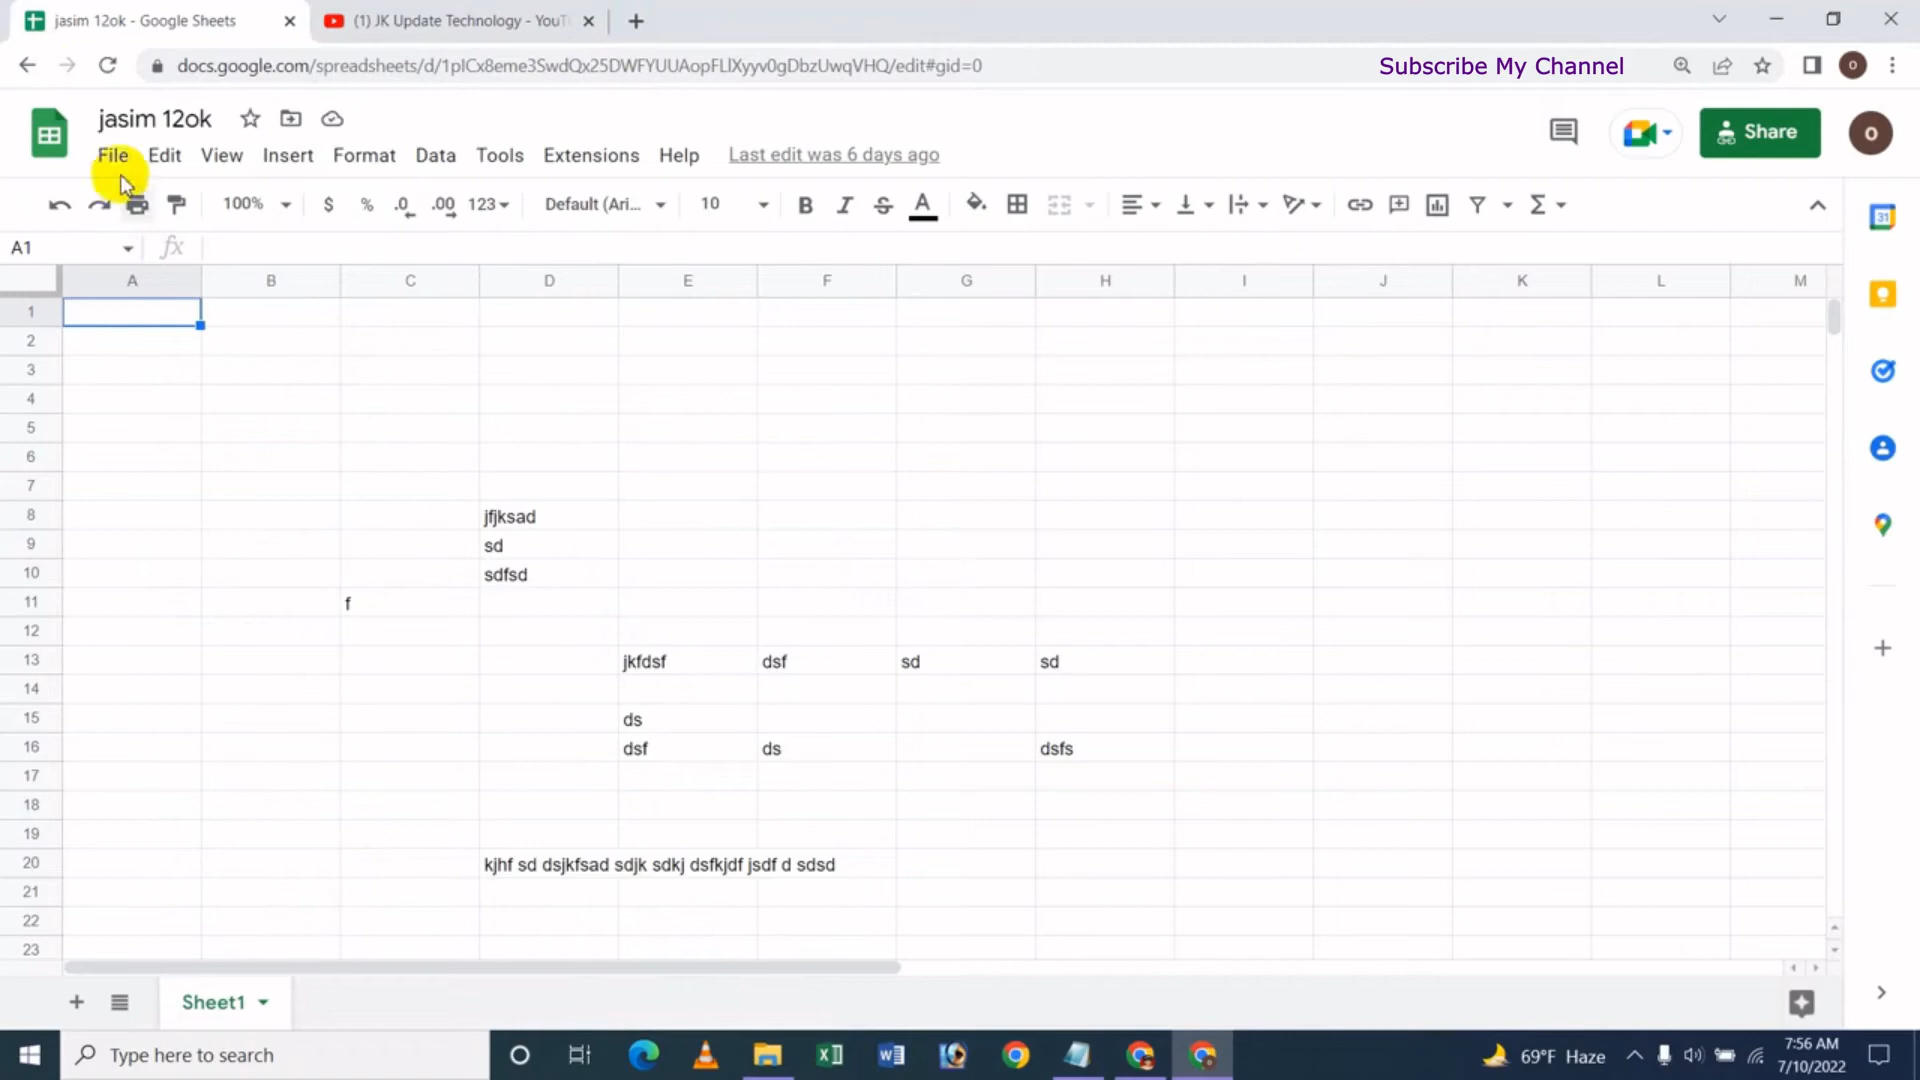 jasim 12ok - Google Sheets
(1) JK Update Technology - YouT
docs.google.com/spreadsheets/d/1pICx8eme3SwdQx25DWFYUUAopFLlXyyv0gDbzUwqVHQ/edit#gid=0
Subscribe My Channel
o
jasim 12ok
Share
o
File Edit View Insert Format Data Tools Extensions Help Last edit was 6 days ago
100% $ % .0 .00 123 Default (Ari... 10 B I S A
31
A1 fx
A B C D E F G H I J K L M
1
2
3
4
5
6
7
8 jfjksad
9 sd
10 sdfsd
11 f
12
13 jkfdsf dsf sd sd
14
15 ds
16 dsf ds dsfs
17
18
19
20 kjhf sd dsjkfsad sdjk sdkj dsfkjdf jsdf d sdsd
21
22
23
Sheet1
Type here to search
69°F Haze
7:56 AM
7/10/2022